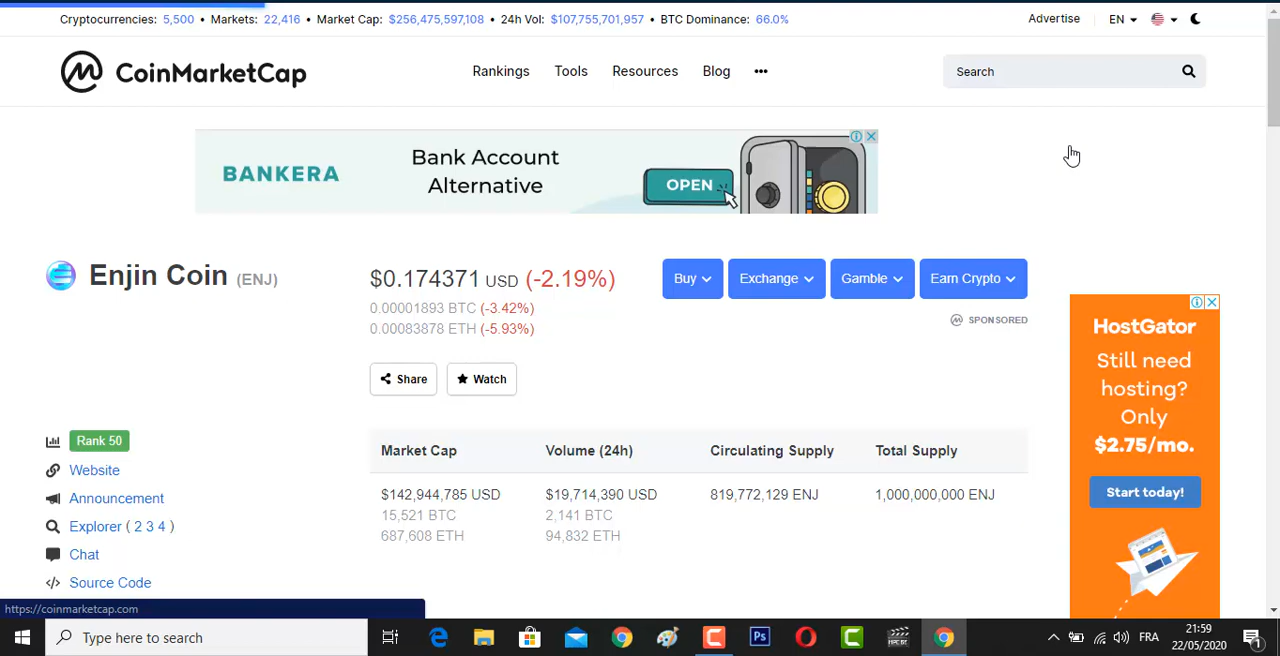 Cryptocurrencies: 5,500 • Markets: 22,416 • Market Cap: $256,475,597,108 • 24h Vol: $107,755,701,957 • BTC Dominance: 66.0% Advertise EN
CoinMarketCap Rankings Tools Resources Blog ••• Search
BANKERA Bank Account Alternative OPEN
Enjin Coin (ENJ) $0.174371 USD (-2.19%) Buy Exchange Gamble Earn Crypto
0.00001893 BTC (-3.42%)
0.00083878 ETH (-5.93%)
SPONSORED
Share Watch
HostGator
Still need
hosting?
Only
$2.75/mo.
Start today!
Rank 50
Website
Announcement
Explorer ( 2 3 4 )
Chat
Source Code
Market Cap Volume (24h) Circulating Supply Total Supply
$142,944,785 USD $19,714,390 USD 819,772,129 ENJ 1,000,000,000 ENJ
15,521 BTC 2,141 BTC
687,608 ETH 94,832 ETH
https://coinmarketcap.com
Type here to search
Ps
FRA
21:59
22/05/2020
1